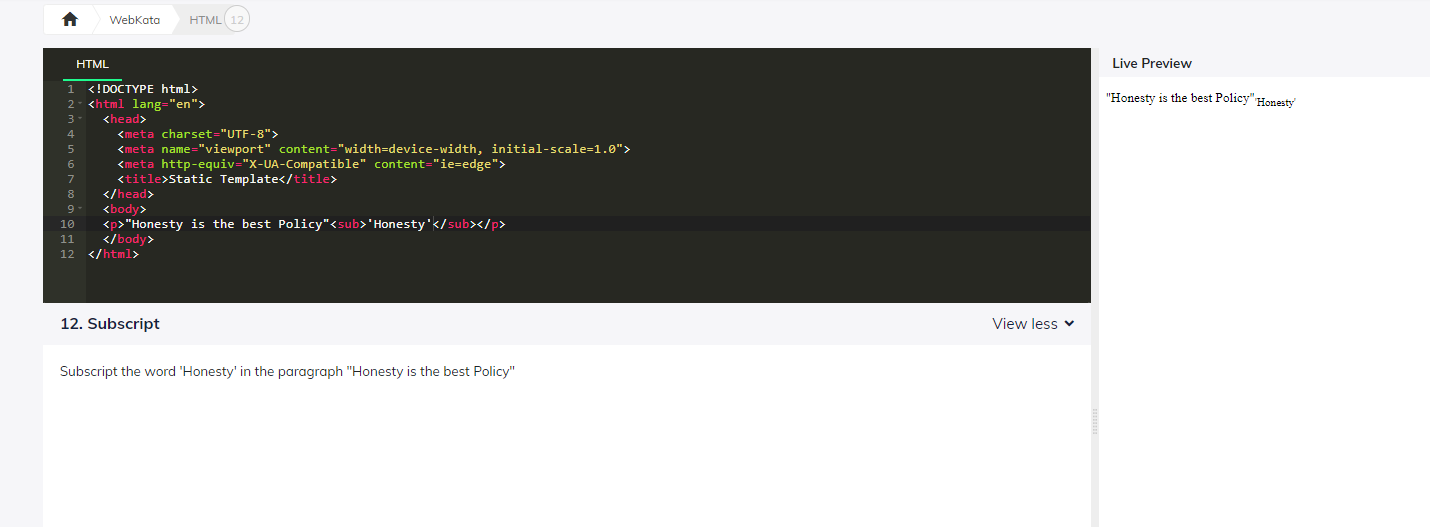 WebKata HTML 12
HTML
Live Preview
1 <!DOCTYPE html>
2 <html lang="en">
3 <head>
4 <meta charset="UTF-8">
5 <meta name="viewport" content="width=device-width, initial-scale=1.0">
6 <meta http-equiv="X-UA-Compatible" content="ie=edge">
7 <title>Static Template</title>
8 </head>
9 <body>
10 <p>"Honesty is the best Policy"<sub>'Honesty'</sub></p>
11 </body>
12 </html>
"Honesty is the best Policy"'Honesty'
12. Subscript View less
Subscript the word 'Honesty' in the paragraph "Honesty is the best Policy"